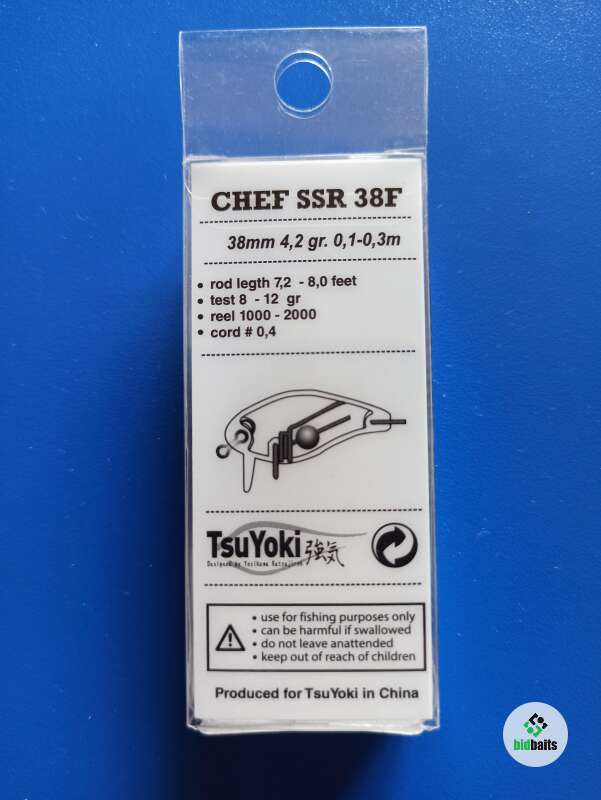 CHEF SSR 38F
38mm 4,2 gr. 0,1-0,3m
• rod legth 7,2 - 8,0 feet
• test 8 - 12 gr
• reel 1000 - 2000
• cord # 0,4
TsuYoki 強気
Designed by
• use for fishing purposes only
• can be harmful if swallowed
• do not leave anattended
• keep out of reach of children
Produced for TsuYoki in China
bidbaits